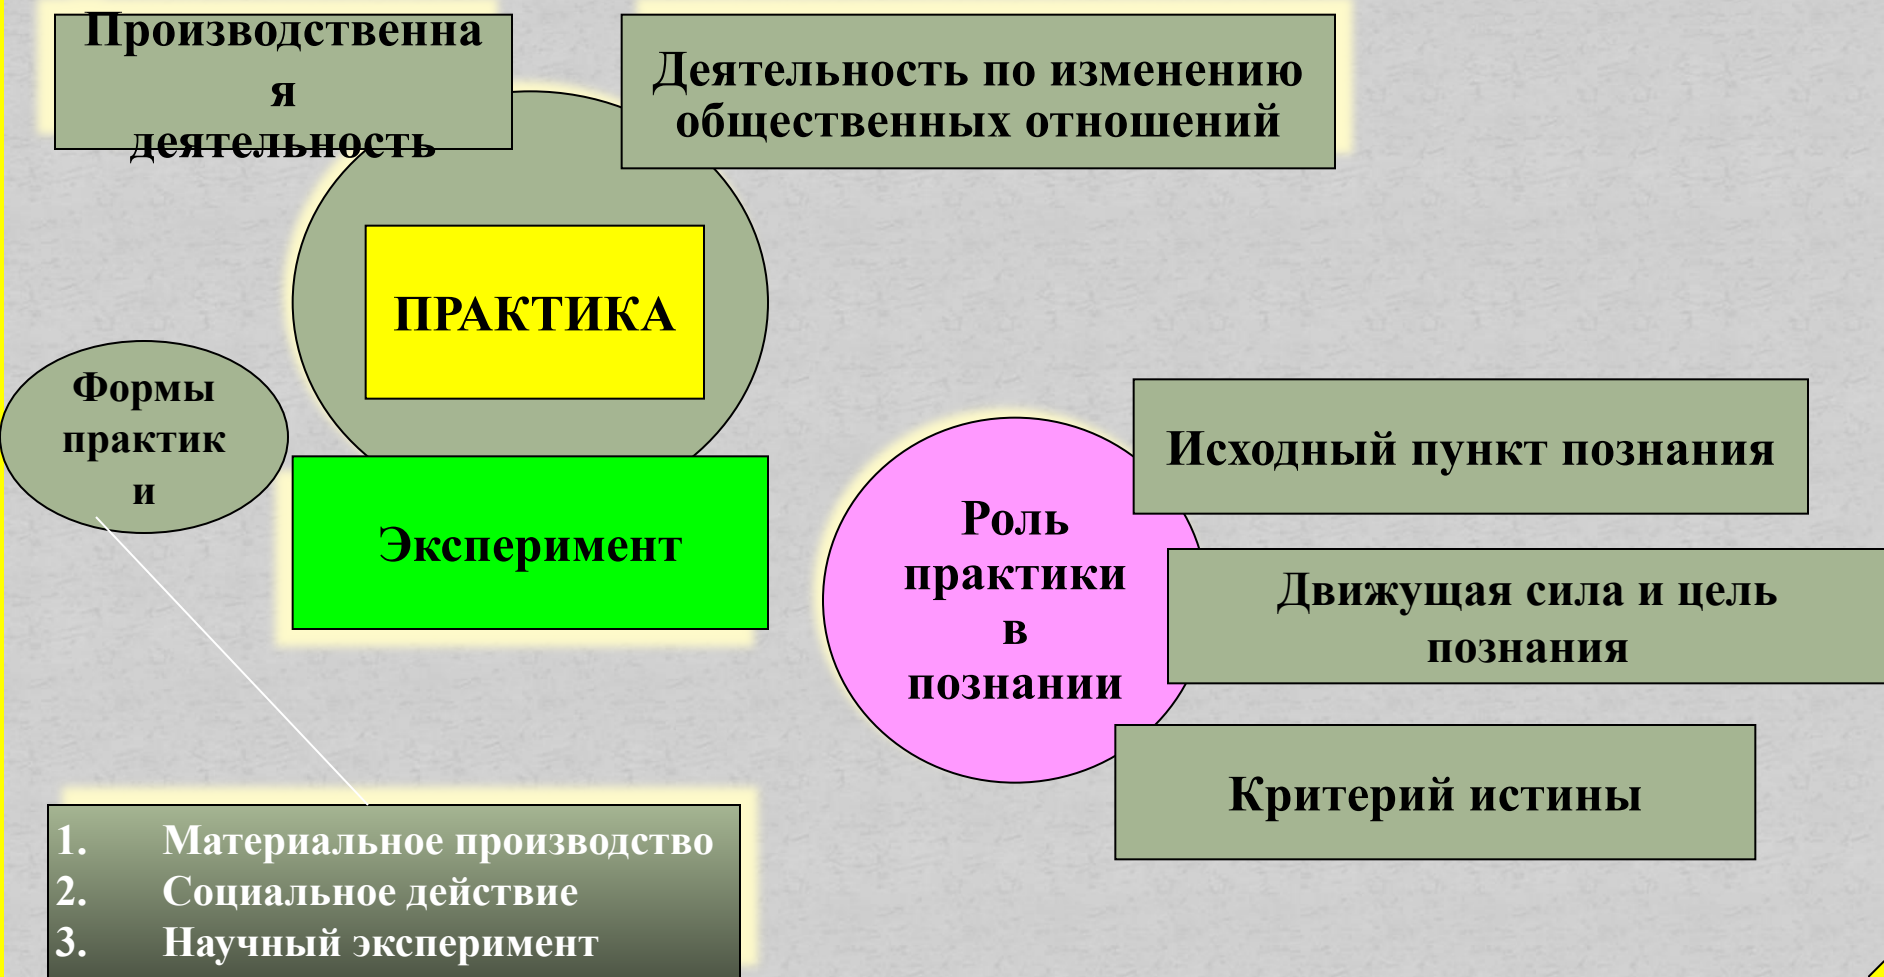 Производственна
я
деятельность
Деятельность по изменению
общественных отношений
ПРАКТИКА
Формы
практик
и
Эксперимент
Роль
практики
в
познании
Исходный пункт познания
Движущая сила и цель
познания
Критерий истины
1. Материальное производство
2. Социальное действие
3. Научный эксперимент